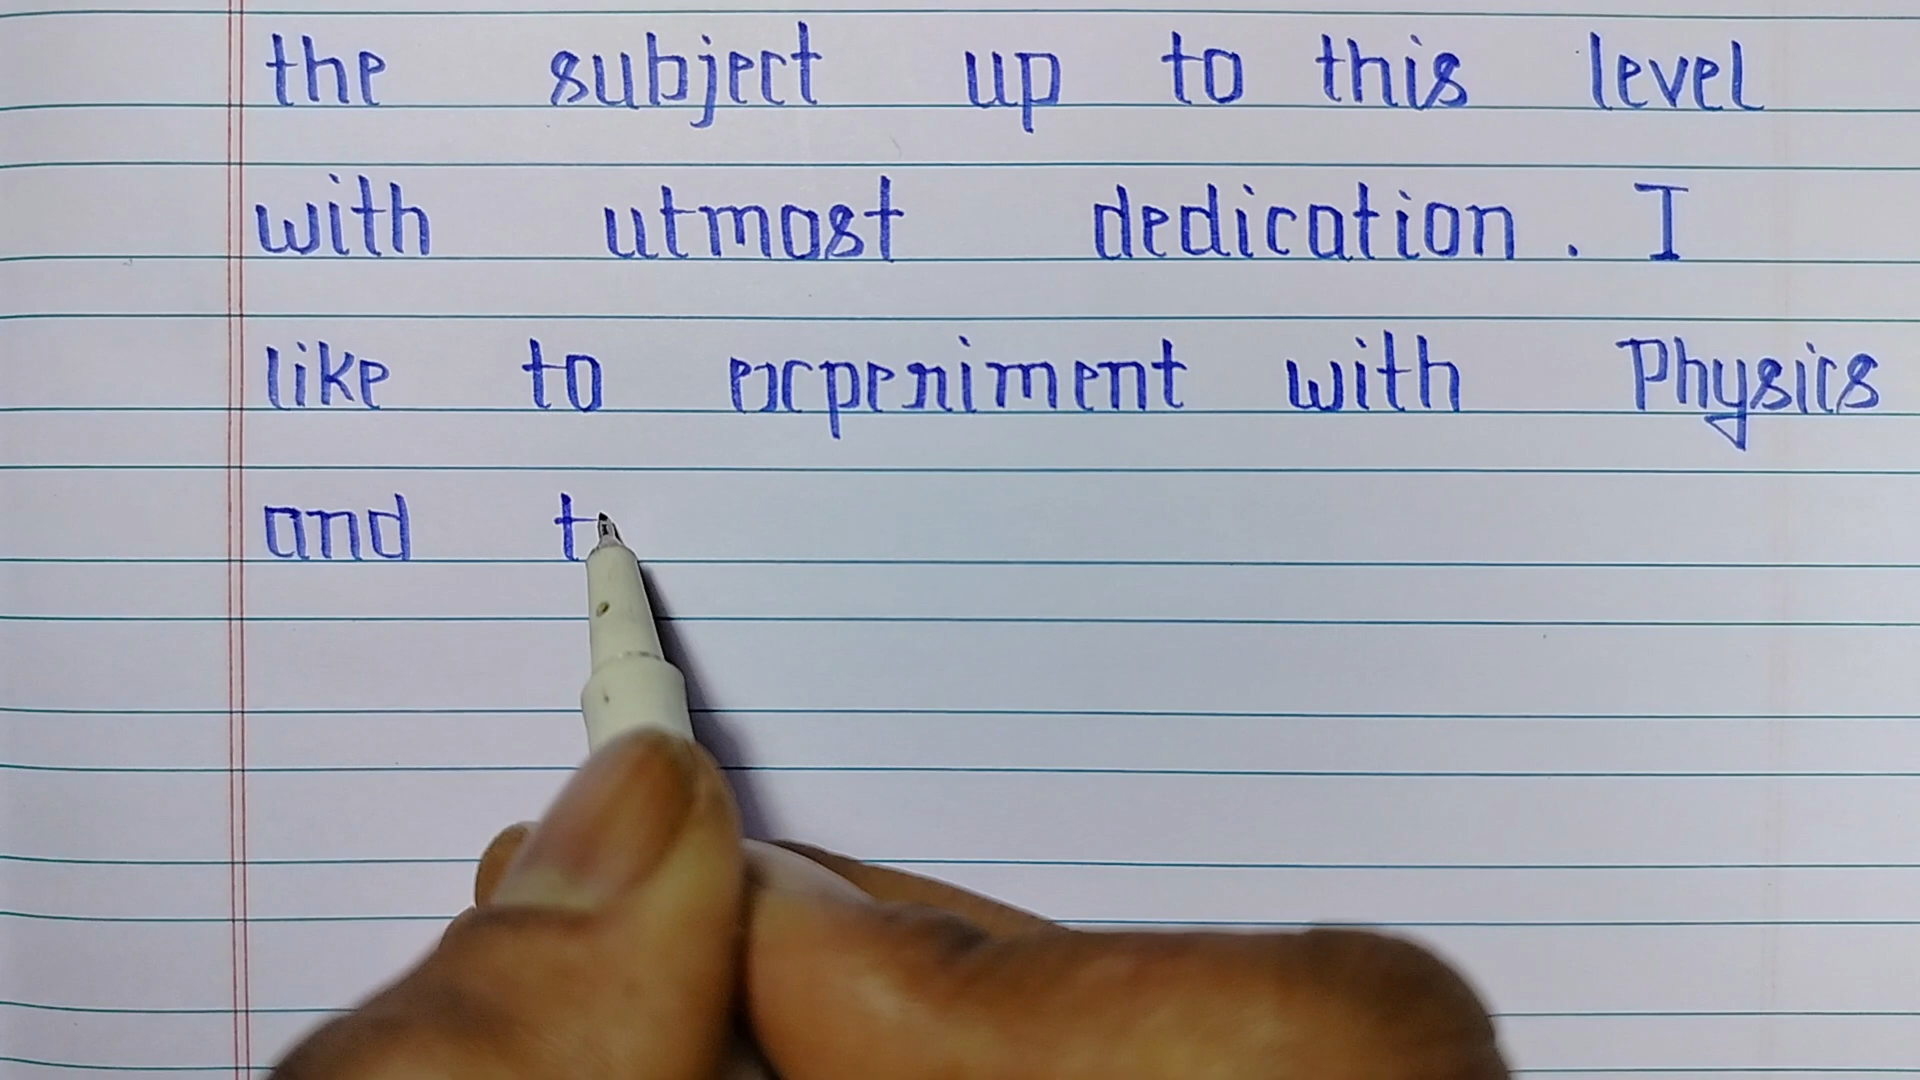 the subject up to this level
with utmost dedication. I
like to experiment with Physics
and t